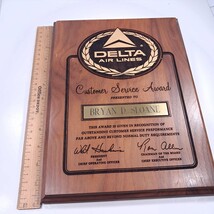 DELTA
AIR LINES
Customer Service Award
PRESENTED TO
BRYAN D. SLOANE
THIS AWARD IS GIVEN IN RECOGNITION OF
OUTSTANDING CUSTOMER SERVICE PERFORMANCE
FAR ABOVE AND BEYOND NORMAL DUTY REQUIREMENTS
PRESIDENT
AND
CHIEF OPERATING OFFICER
CHAIRMAN OF THE BOARD
AND
CHIEF EXECUTIVE OFFICER